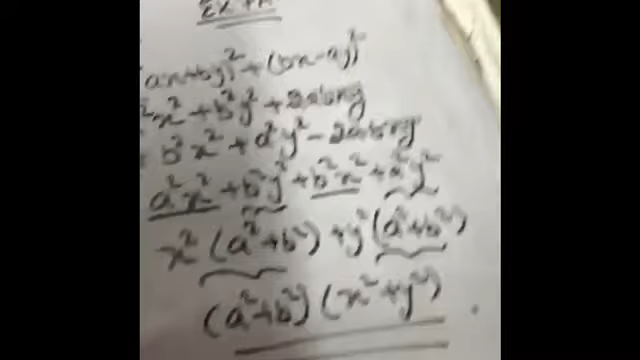 (ax+by)² + (bx-ay)²
²x² + b²y² + 2abxy
+ b²x² + a²y² - 2abxy
a²x² + b²y² + b²x² + a²y²
x² (a²+b²) + y² (a²+b²)
(a²+b²) (x²+y²)